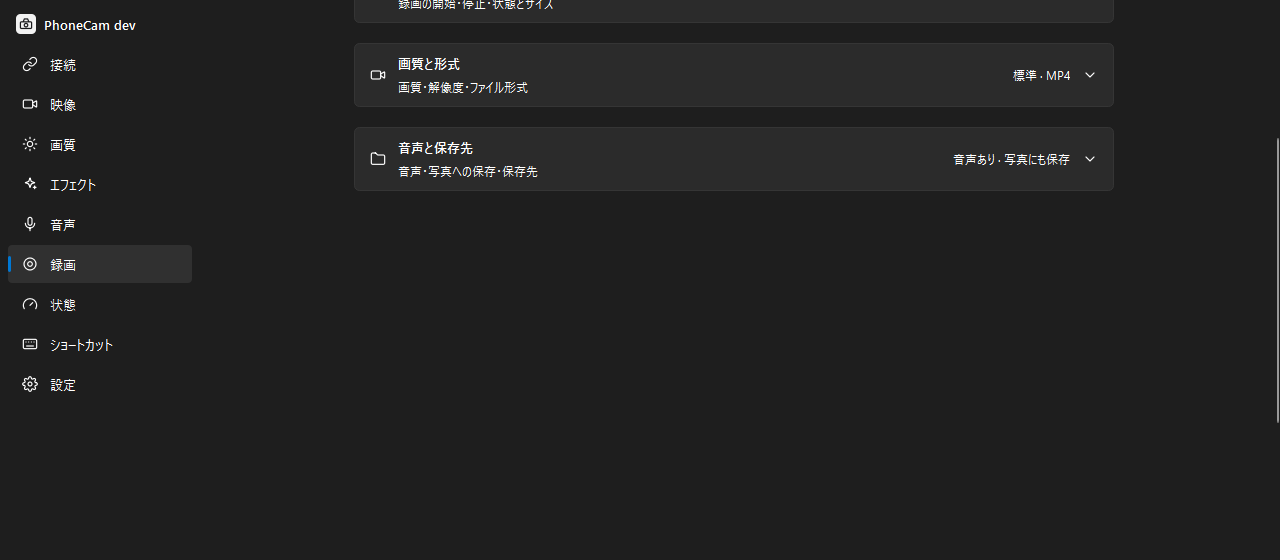 PhoneCam dev
接続
映像
画質
エフェクト
音声
録画
状態
ショートカット
設定
録画の開始・停止・状態とサイズ
画質と形式
画質・解像度・ファイル形式
標準 · MP4
音声と保存先
音声・写真への保存・保存先
音声あり · 写真にも保存